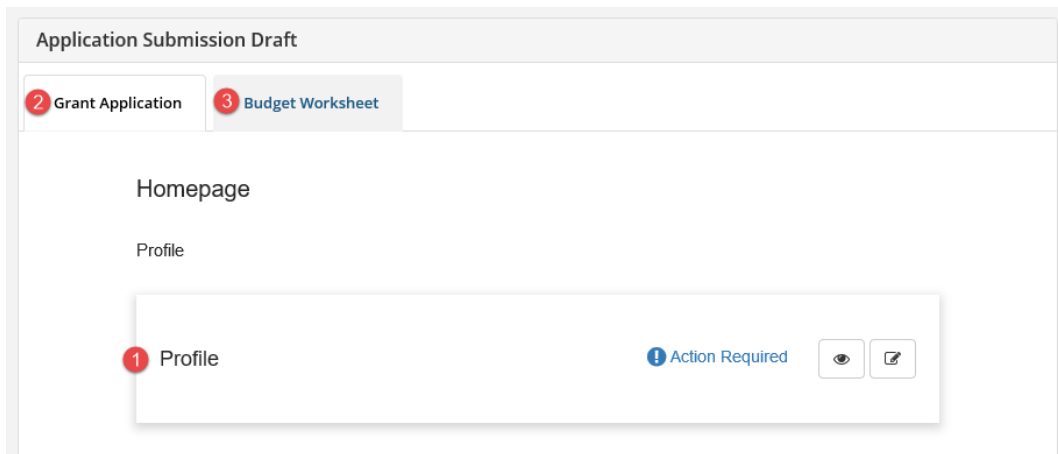 Application Submission Draft
2 Grant Application 3 Budget Worksheet
Homepage
Profile
1 Profile ! Action Required